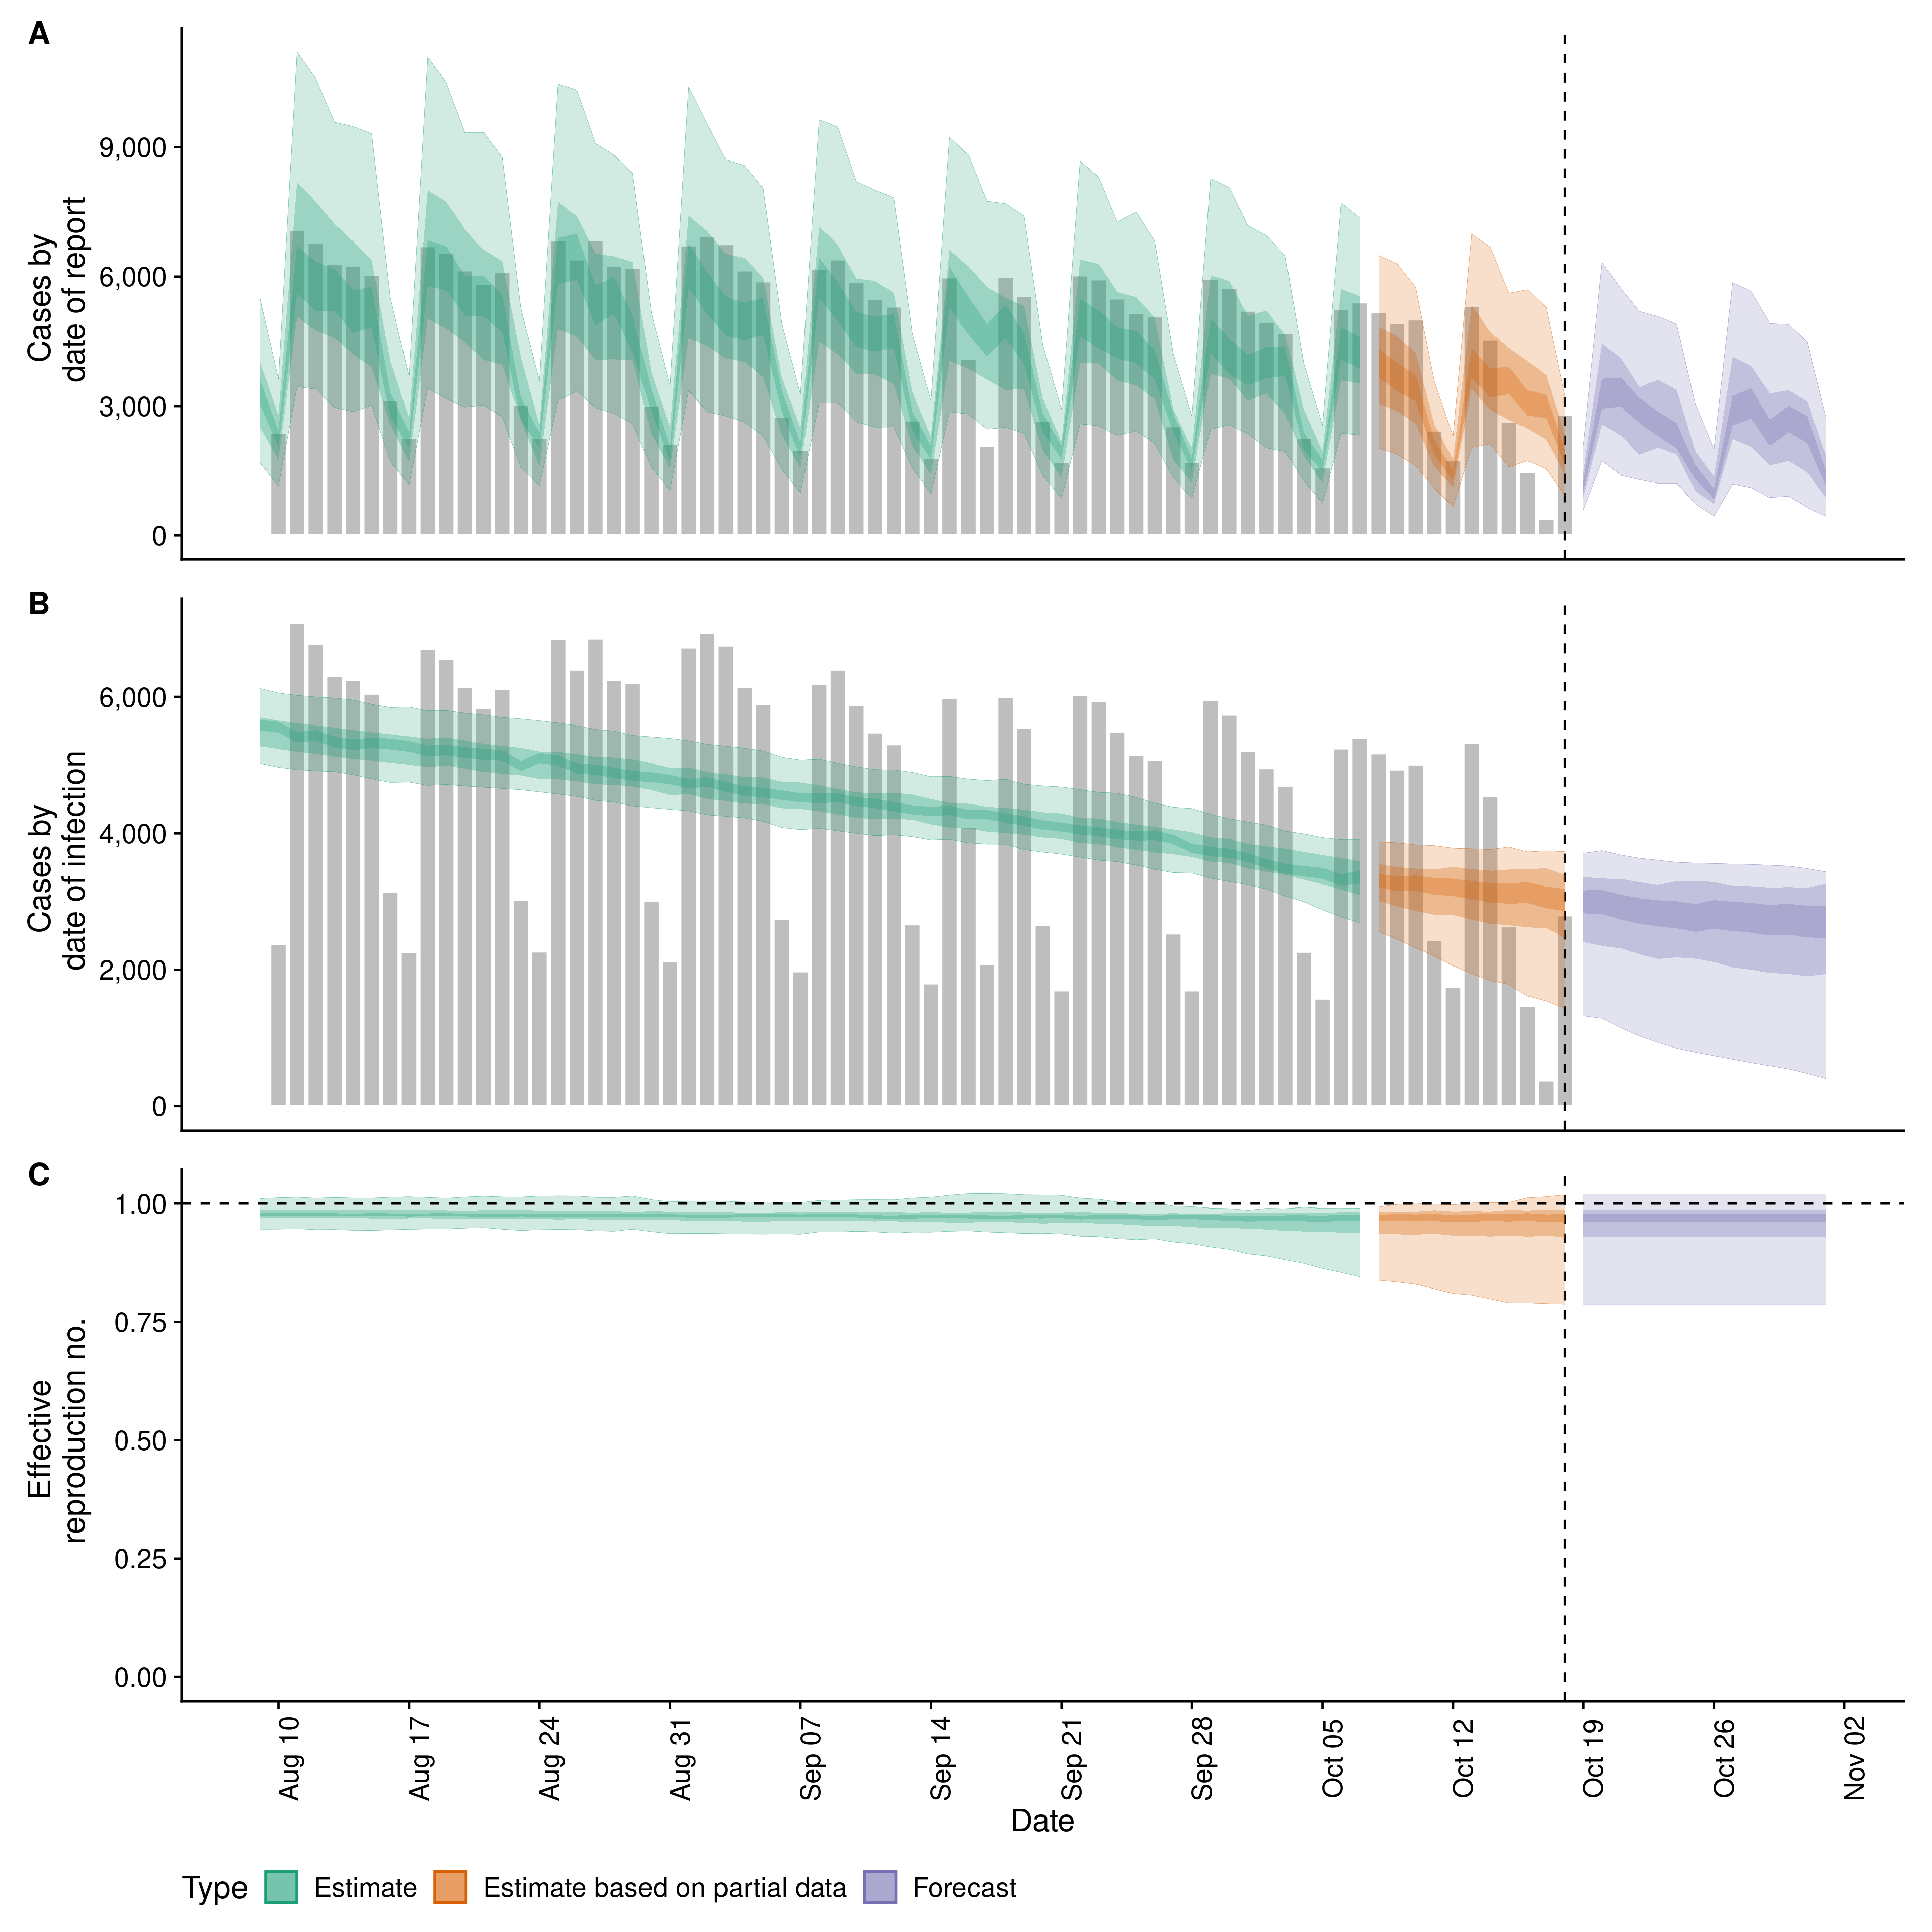 A
Cases by
date of report
9,000
6,000
3,000
0
B
Cases by
date of infection
6,000
4,000
2,000
0
C
Effective
reproduction no.
1.00
0.75
0.50
0.25
0.00
Aug 10
Aug 17
Aug 24
Aug 31
Sep 07
Sep 14
Sep 21
Sep 28
Oct 05
Oct 12
Oct 19
Oct 26
Nov 02
Date
Type Estimate Estimate based on partial data Forecast